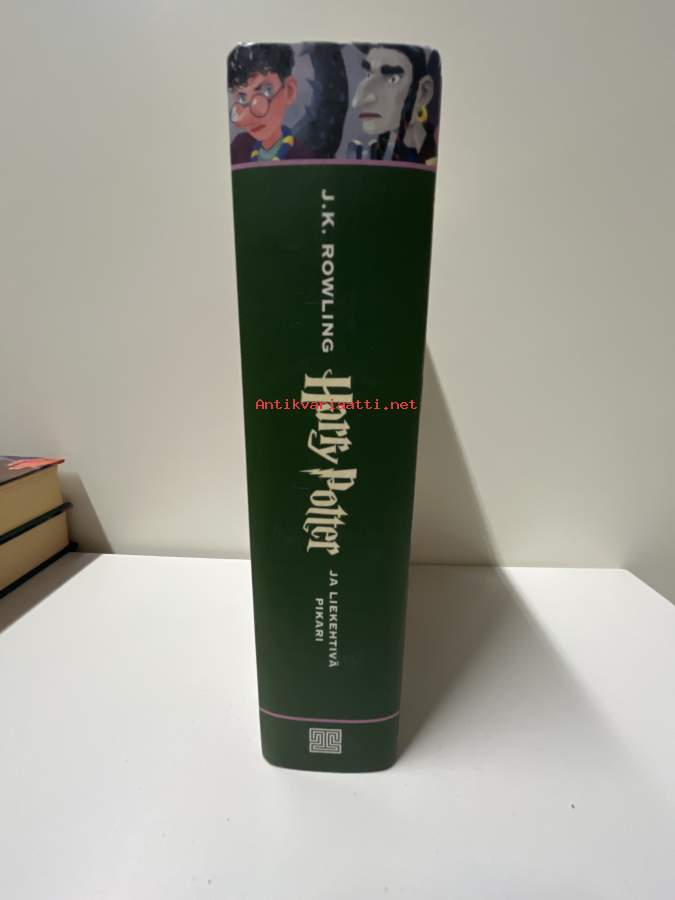 J.K. ROWLING
Harry Potter
JA LIEKEHTIVÄ
PIKARI
Antikvariaatti.net